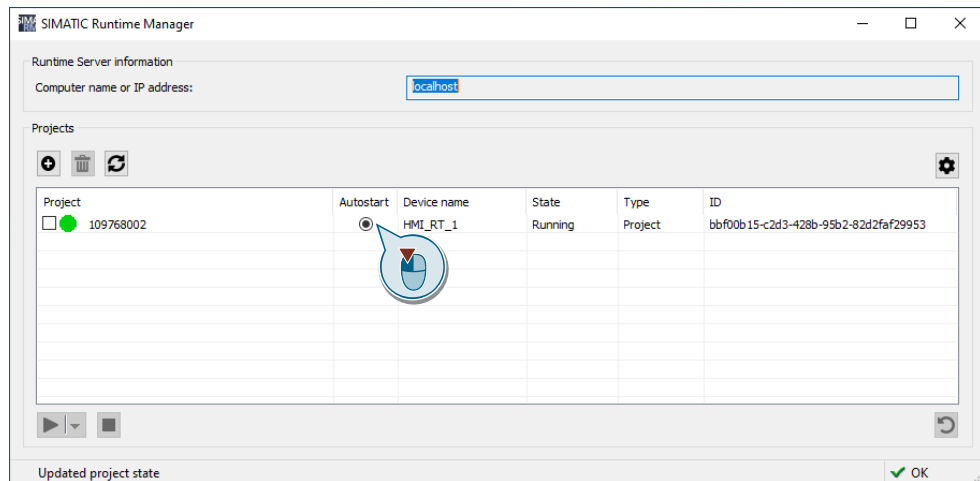 SIMATIC Runtime Manager
Runtime Server information
Computer name or IP address: localhost
Projects
Project Autostart Device name State Type ID
109768002 HMI_RT_1 Running Project bbf00b15-c2d3-428b-95b2-82d2faf29953
Updated project state OK